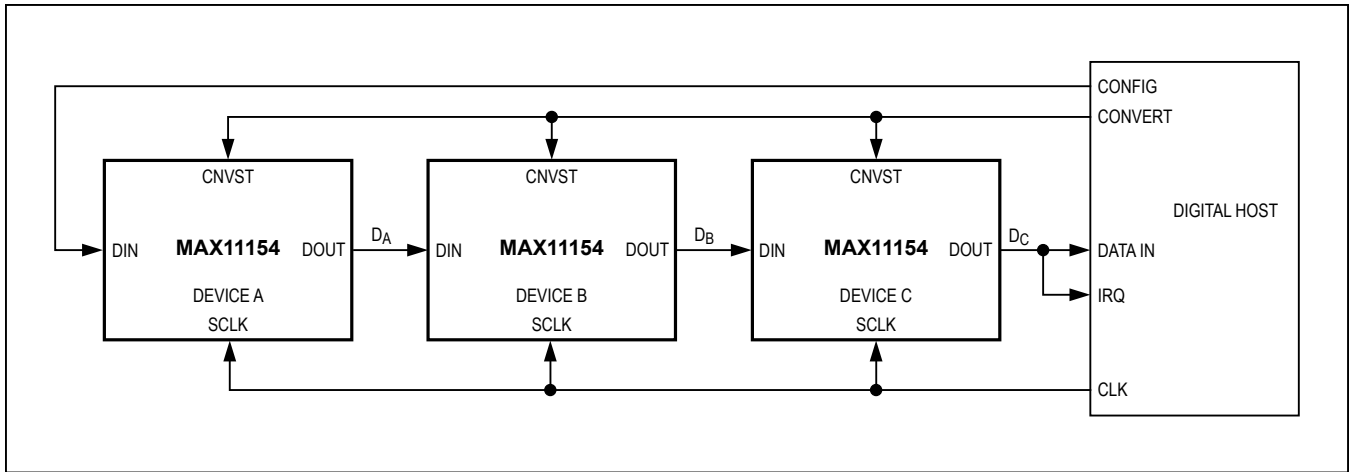 CONFIG
CONVERT
CNVST
CNVST
CNVST
DIGITAL HOST
DIN
MAX11154
DOUT
DA
DIN
MAX11154
DOUT
DB
DIN
MAX11154
DOUT
DC
DATA IN
DEVICE A
DEVICE B
DEVICE C
IRQ
SCLK
SCLK
SCLK
CLK